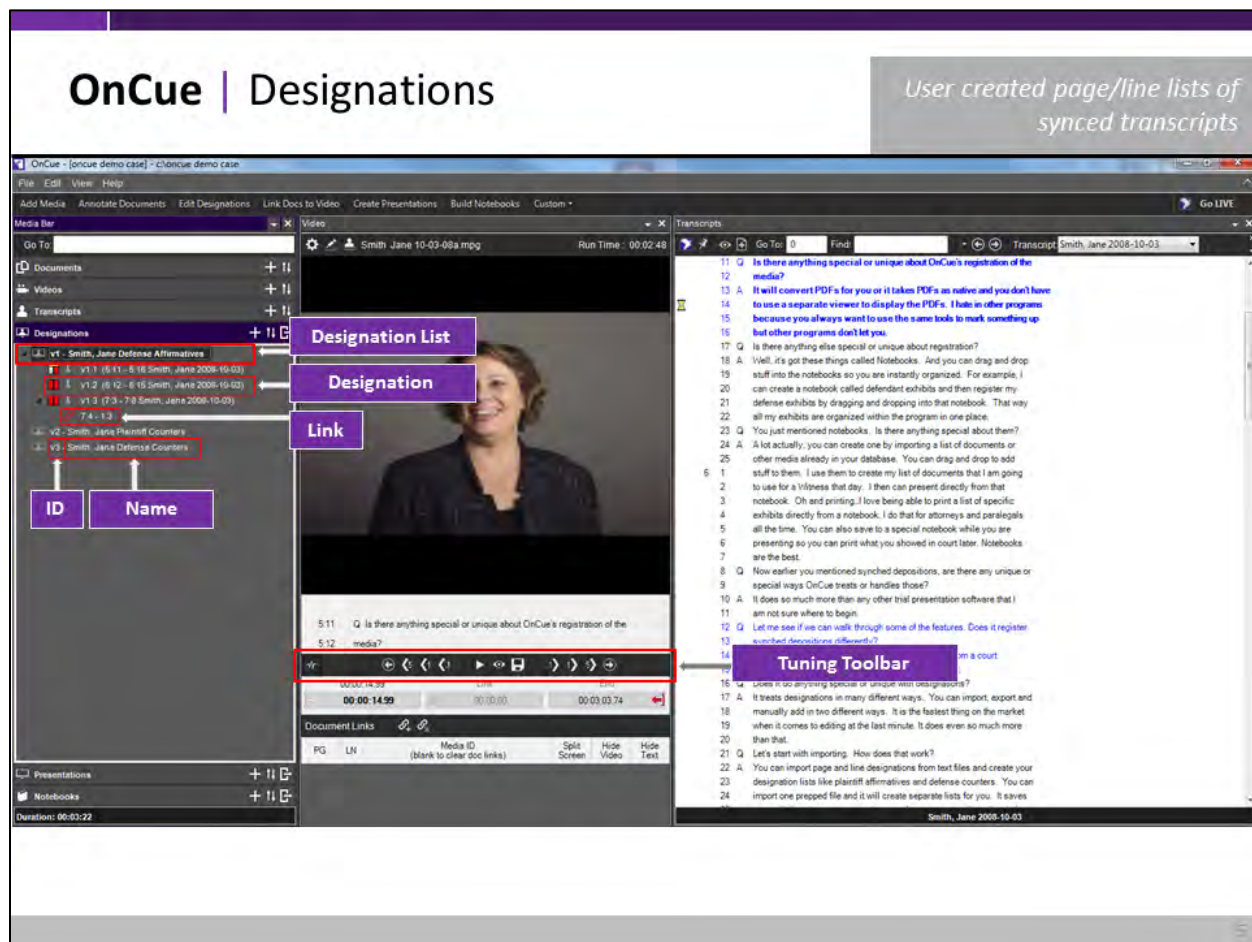 OnCue | Designations
User created page/line lists of
synced transcripts
OnCue - [oncue demo case] - c:\oncue demo case
File Edit View Help
Add Media Annotate Documents Edit Designations Link Docs to Video Create Presentations Build Notebooks Custom Go LIVE
Media Bar
Go To:
Documents
Videos
Transcripts
Designations
v1 - Smith, Jane Defense Affirmatives
v1.1 (5:11 - 5:16 Smith, Jane 2008-10-03)
v1.2 (6:12 - 6:15 Smith, Jane 2008-10-03)
v1.3 (7:3 - 7:8 Smith, Jane 2008-10-03)
7:4 - 1.3
v2 - Smith, Jane Plaintiff Counters
v3 - Smith, Jane Defense Counters
Designation List
Designation
Link
ID
Name
Presentations
Notebooks
Duration: 00:03:22
Video
Smith Jane 10-03-08a.mpg Run Time : 00:02:48
5:11 Q Is there anything special or unique about OnCue's registration of the
5:12 media?
Tuning Toolbar
00:00:14.99 Link End
00:00:14.99 00:00:00 00:03:03.74
Document Links
PG LN Media ID (blank to clear doc links) Split Screen Hide Video Hide Text
Transcripts
Go To: 0 Find: Transcript Smith, Jane 2008-10-03
11 Q Is there anything special or unique about OnCue's registration of the
12 media?
13 A It will convert PDFs for you or it takes PDFs as native and you don't have
14 to use a separate viewer to display the PDFs. I hate in other programs
15 because you always want to use the same tools to mark something up
16 but other programs don't let you.
17 Q Is there anything else special or unique about registration?
18 A Well, it's got these things called Notebooks. And you can drag and drop
19 stuff into the notebooks so you are instantly organized. For example, I
20 can create a notebook called defendant exhibits and then register my
21 defense exhibits by dragging and dropping into that notebook. That way
22 all my exhibits are organized within the program in one place.
23 Q You just mentioned notebooks. Is there anything special about them?
24 A A lot actually, you can create one by importing a list of documents or
25 other media already in your database. You can drag and drop to add
6 1 stuff to them. I use them to create my list of documents that I am going
2 to use for a Witness that day. I then can present directly from that
3 notebook. Oh and printing..I love being able to print a list of specific
4 exhibits directly from a notebook. I do that for attorneys and paralegals
5 all the time. You can also save to a special notebook while you are
6 presenting so you can print what you showed in court later. Notebooks
7 are the best.
8 Q Now earlier you mentioned synched depositions, are there any unique or
9 special ways OnCue treats or handles those?
10 A It does so much more than any other trial presentation software that I
11 am not sure where to begin.
12 Q Let me see if we can walk through some of the features. Does it register
13 synched depositions differently?
14 om a court
16 Q Does it do anything special or unique with designations?
17 A It treats designations in many different ways. You can import, export and
18 manually add in two different ways. It is the fastest thing on the market
19 when it comes to editing at the last minute. It does even so much more
20 than that.
21 Q Let's start with importing. How does that work?
22 A You can import page and line designations from text files and create your
23 designation lists like plaintiff affirmatives and defense counters. You can
24 import one prepped file and it will create separate lists for you. It saves
Smith, Jane 2008-10-03
5